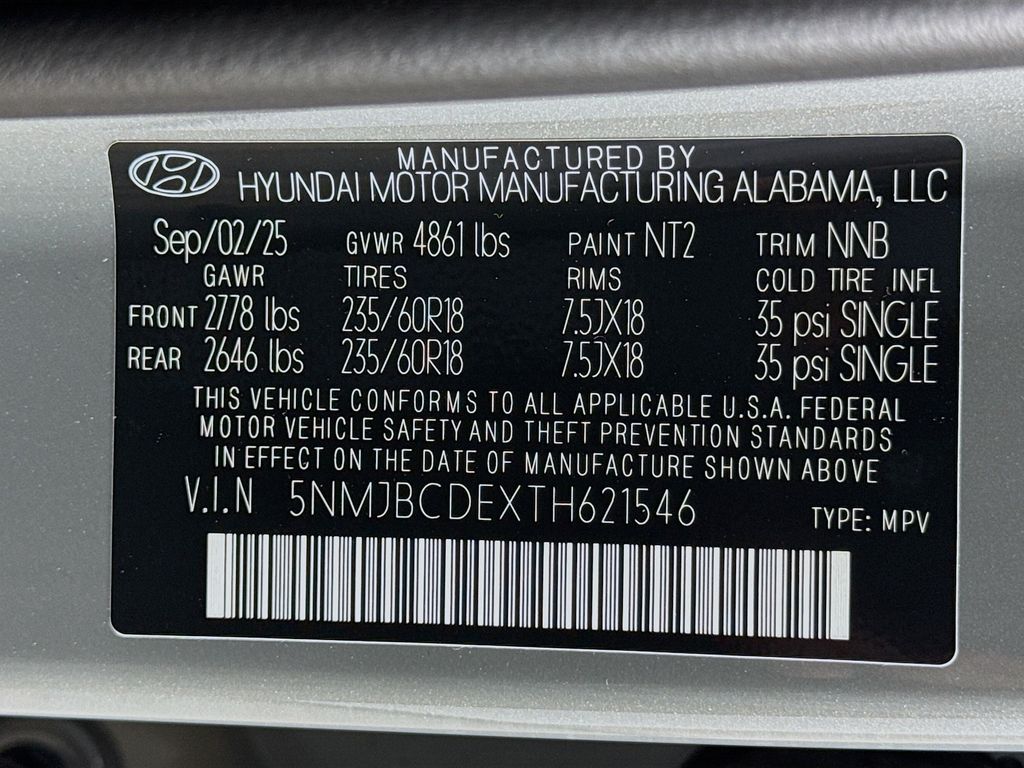 MANUFACTURED BY
HYUNDAI MOTOR MANUFACTURING ALABAMA, LLC
Sep/02/25 GVWR 4861 lbs PAINT NT2 TRIM NNB
GAWR TIRES RIMS COLD TIRE INFL
FRONT 2778 lbs 235/60R18 7.5JX18 35 psi SINGLE
REAR 2646 lbs 235/60R18 7.5JX18 35 psi SINGLE
THIS VEHICLE CONFORMS TO ALL APPLICABLE U.S.A. FEDERAL
MOTOR VEHICLE SAFETY AND THEFT PREVENTION STANDARDS
IN EFFECT ON THE DATE OF MANUFACTURE SHOWN ABOVE
V.I.N 5NMJBCDEXTH621546 TYPE: MPV